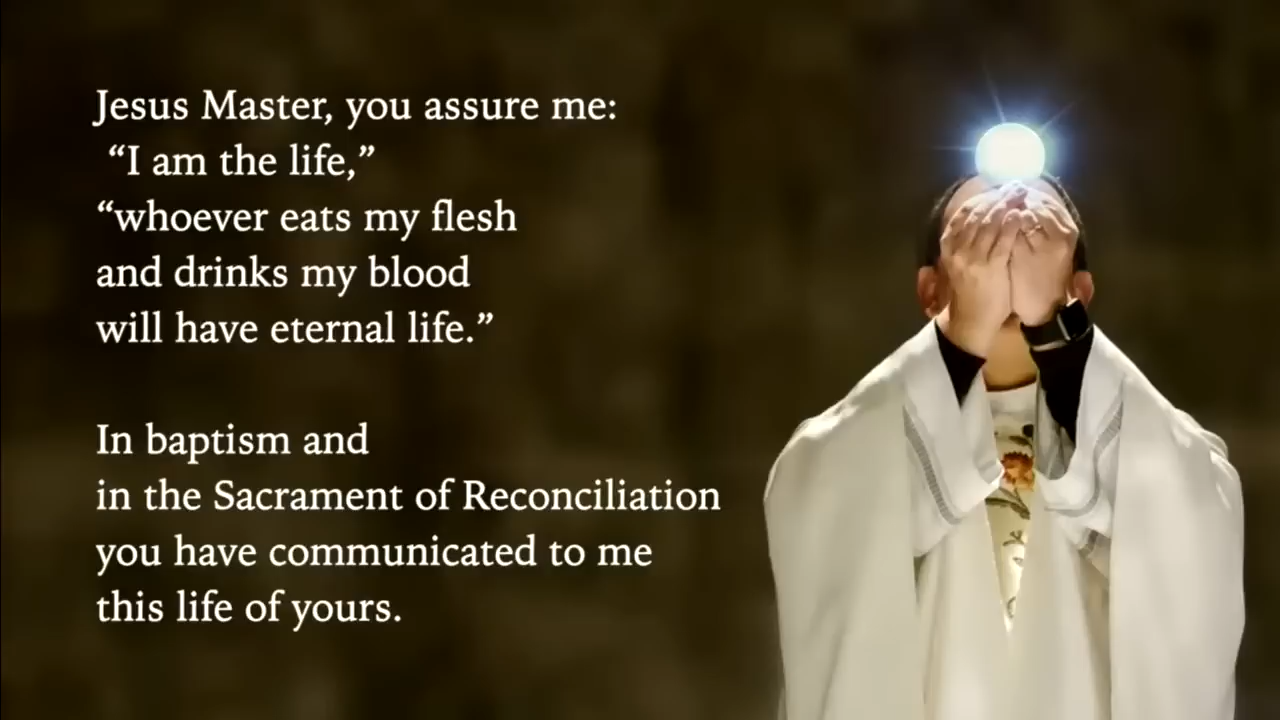 Jesus Master, you assure me:
“I am the life,”
“whoever eats my flesh
and drinks my blood
will have eternal life.”
In baptism and
in the Sacrament of Reconciliation
you have communicated to me
this life of yours.